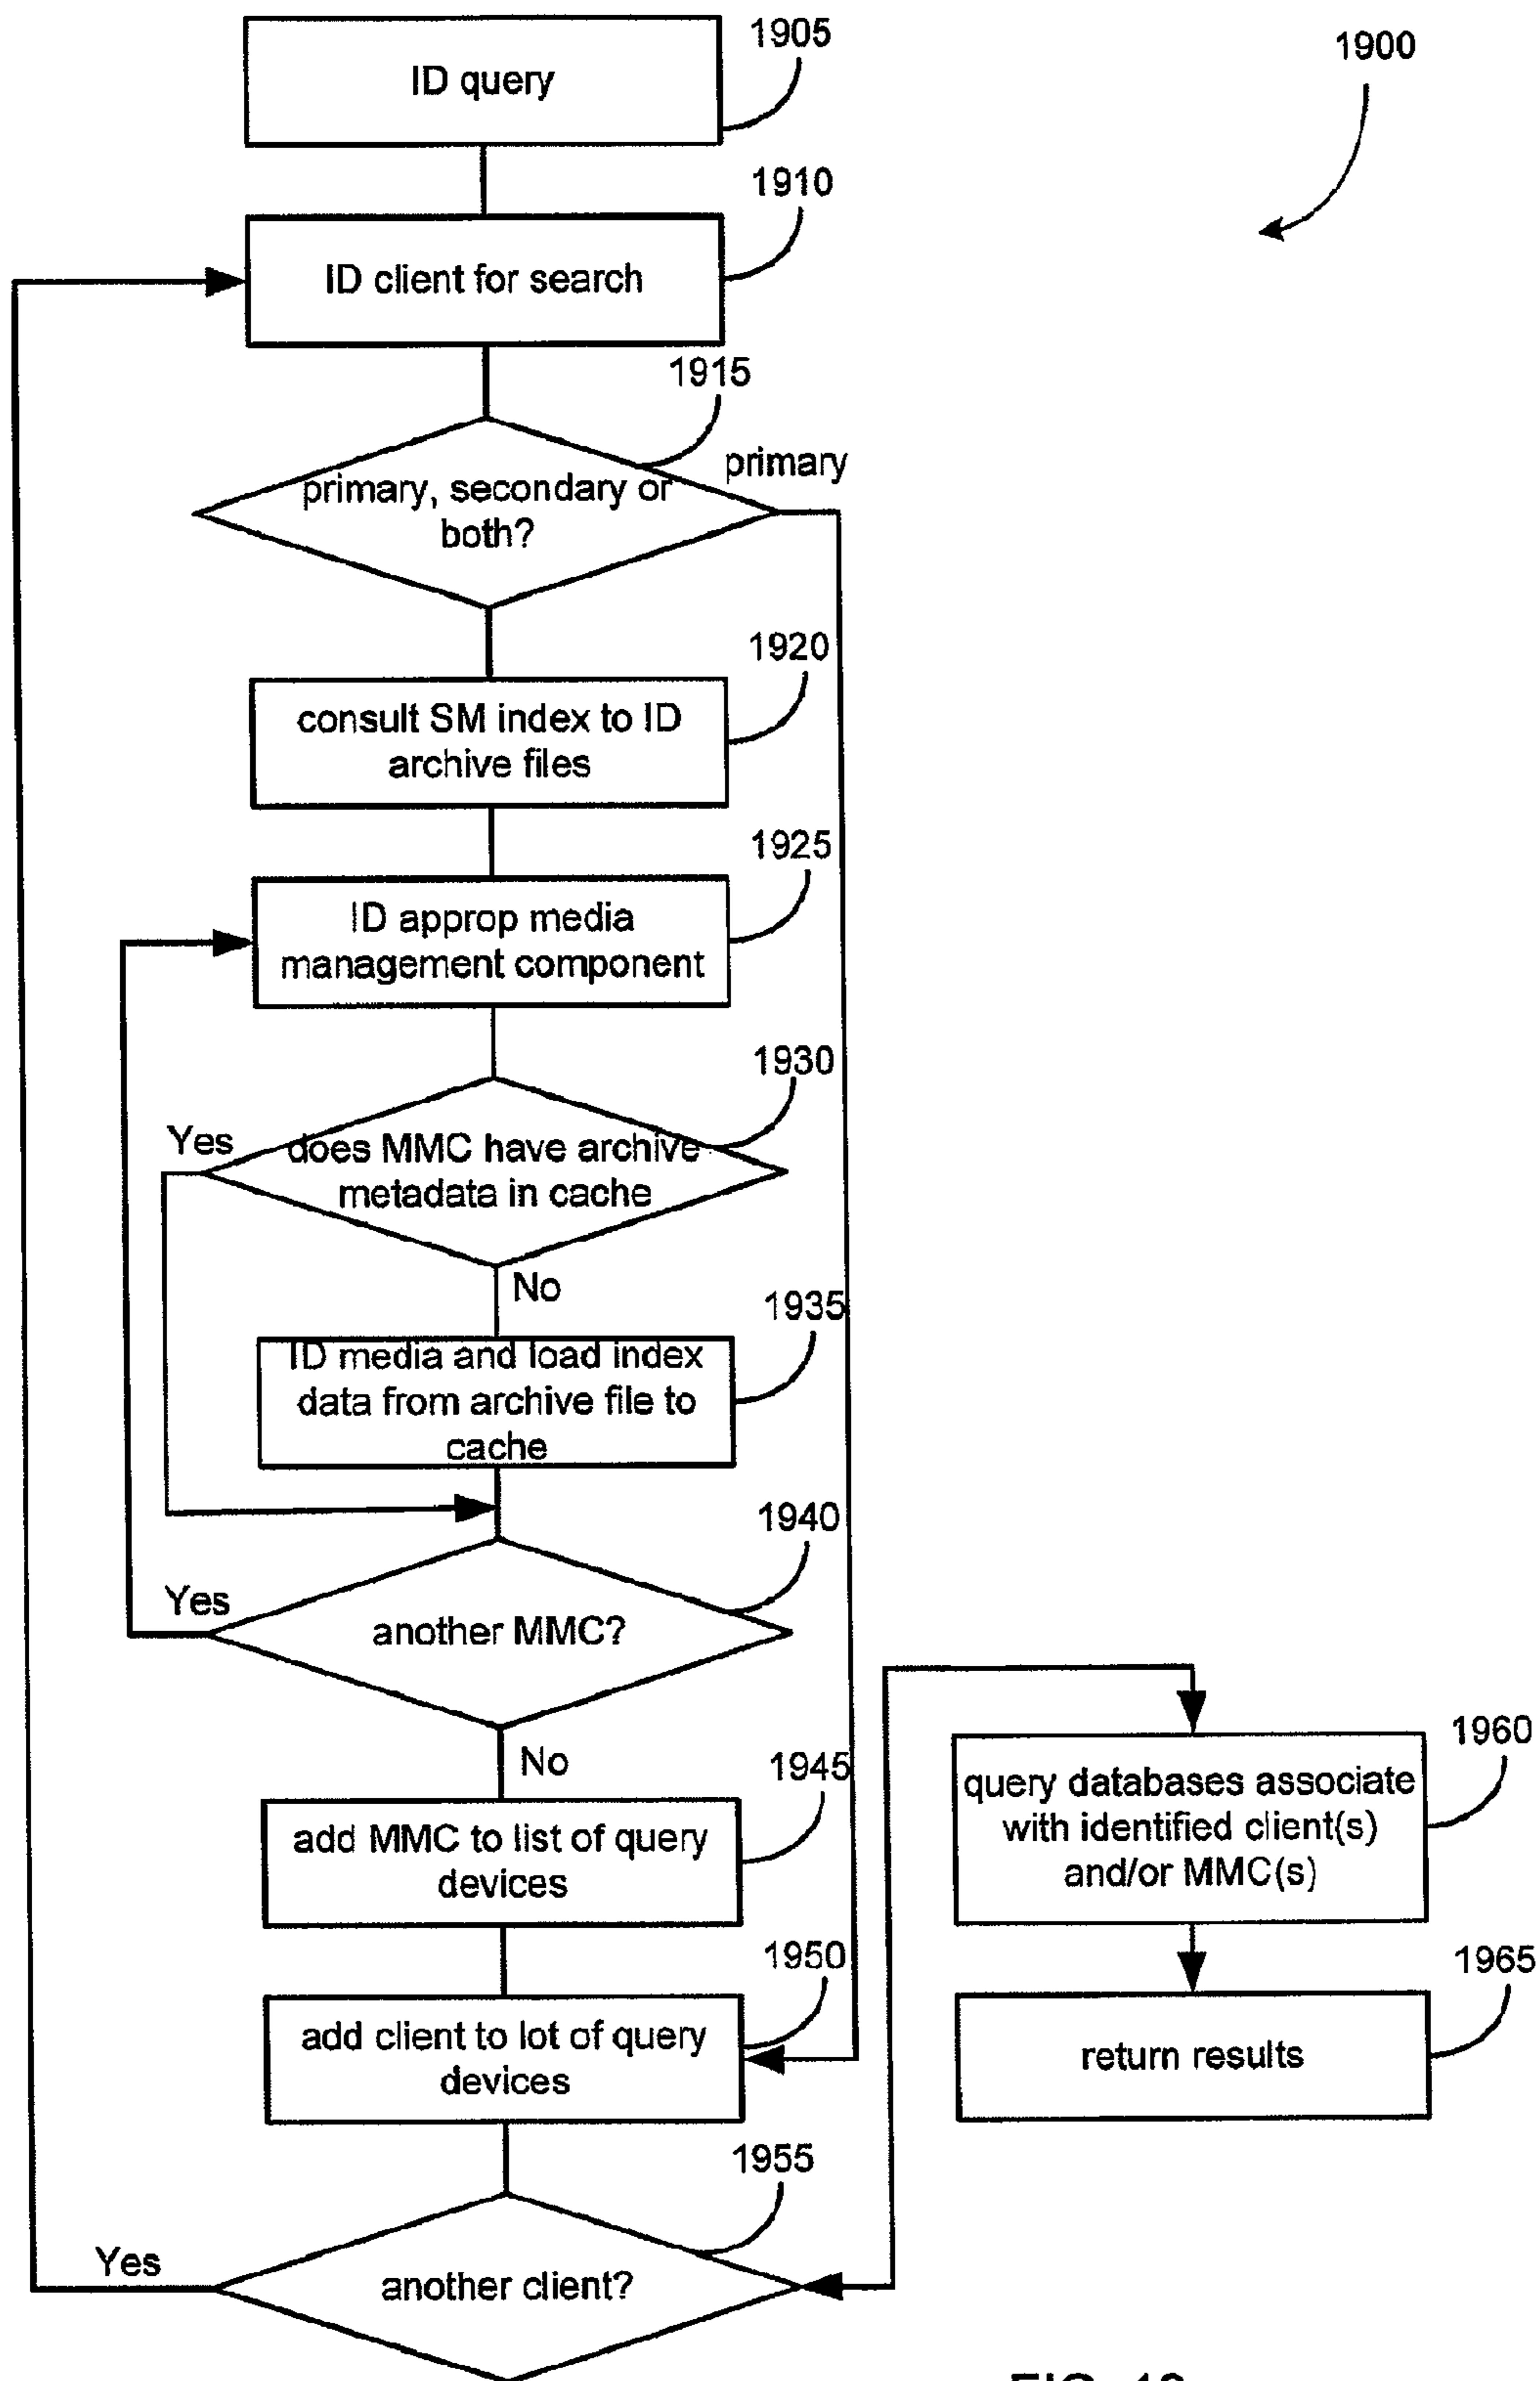 1905
ID query
1900
1910
ID client for search
1915
primary
primary, secondary or
both?
1920
consult SM index to ID
archive files
1925
ID approp media
management component
1930
Yes
does MMC have archive
metadata in cache
No
1935
ID media and load index
data from archive file to
cache
1940
Yes
another MMC?
No
1945
add MMC to list of query
devices
1950
add client to lot of query
devices
1955
Yes
another client?
1960
query databases associate
with identified client(s)
and/or MMC(s)
1965
return results